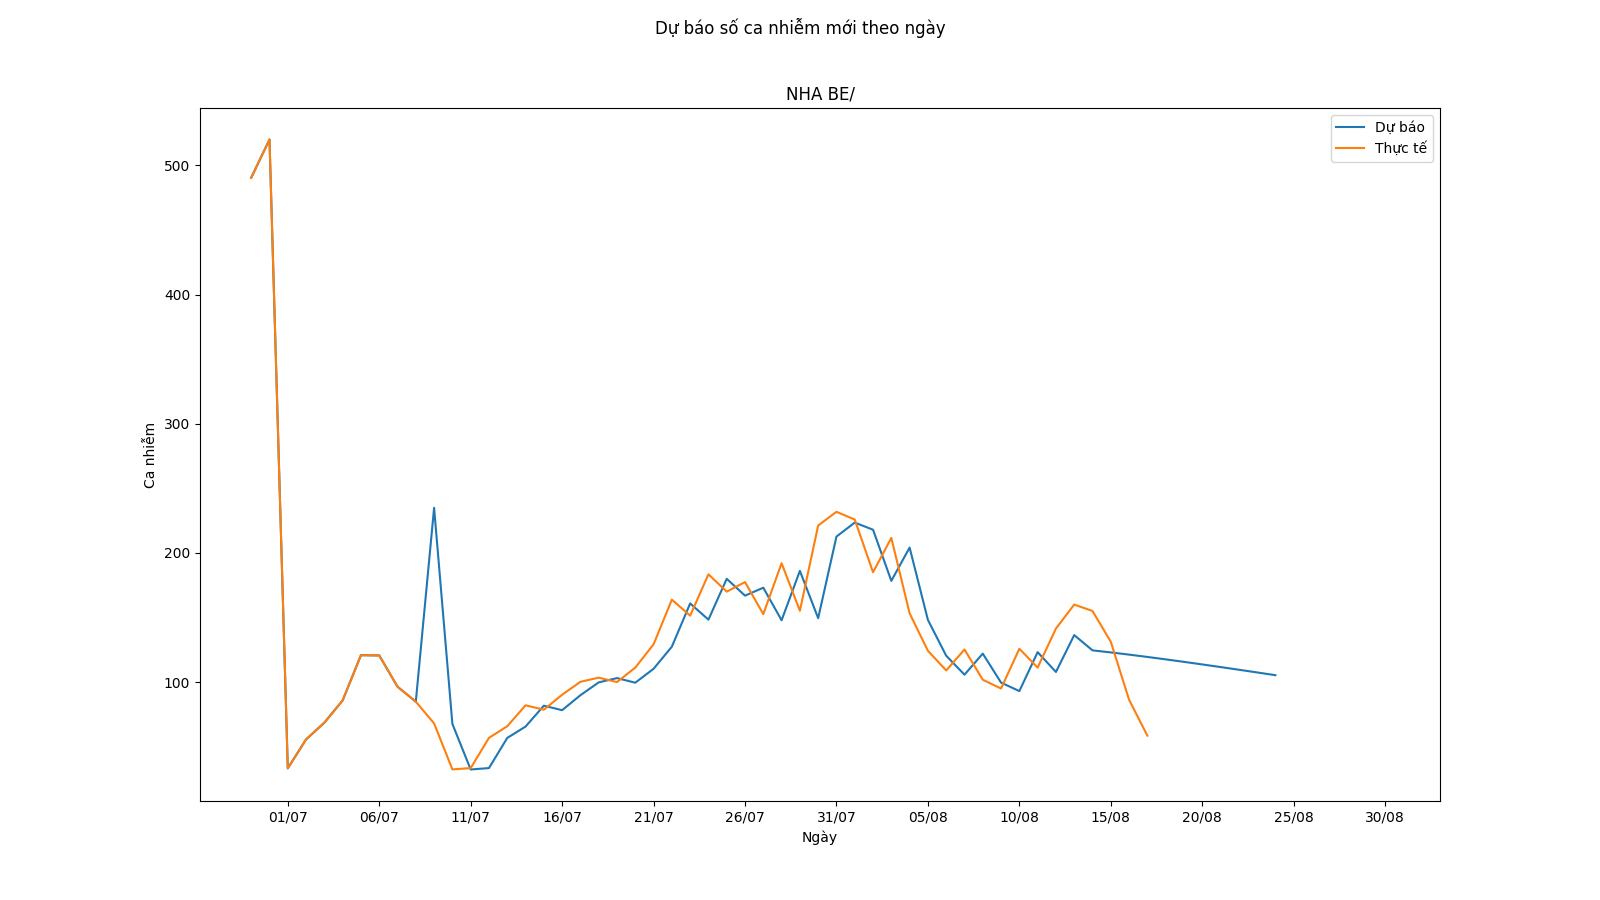 Dự báo số ca nhiễm mới theo ngày
NHA BE/
Dự báo
Thực tế
500
400
300
200
100
Ca nhiễm
01/07 06/07 11/07 16/07 21/07 26/07 31/07 05/08 10/08 15/08 20/08 25/08 30/08
Ngày